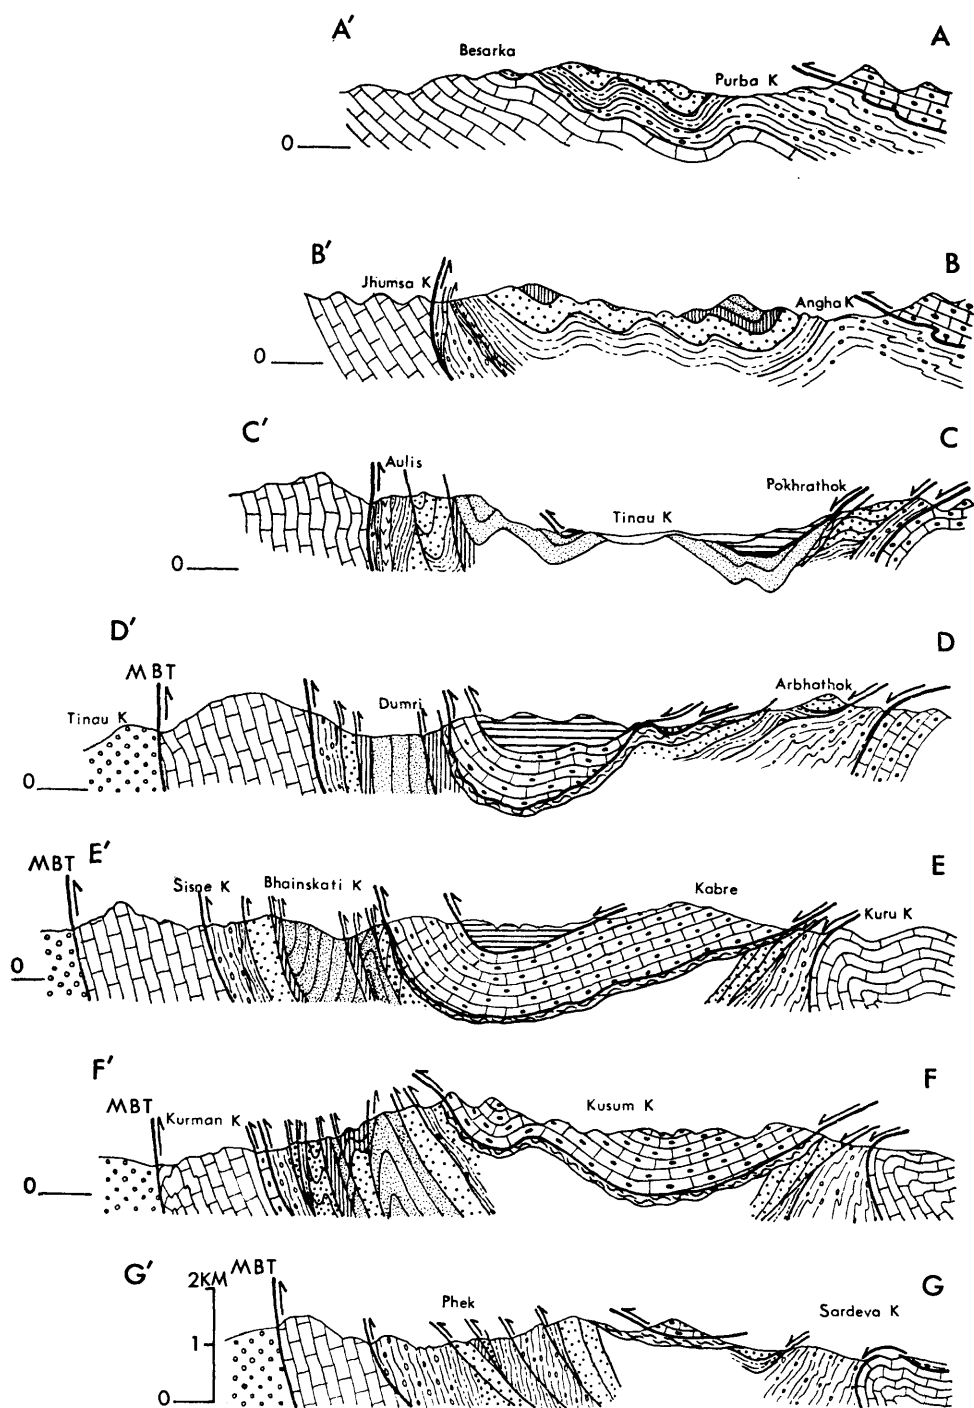 A′ A
Besarka
Purba K
0
B′ B
Jhumsa K
Angha K
0
C′ C
Aulis
Pokhrathok
Tinau K
0
D′ D
MBT
Arbhathok
Tinau K Dumri
0
MBT E′ E
Sisne K Bhainskati K Kabre
Kuru K
0
F′ F
MBT Kurman K Kusum K
0
G′ 2KM MBT G
Phek Sardeva K
1
0